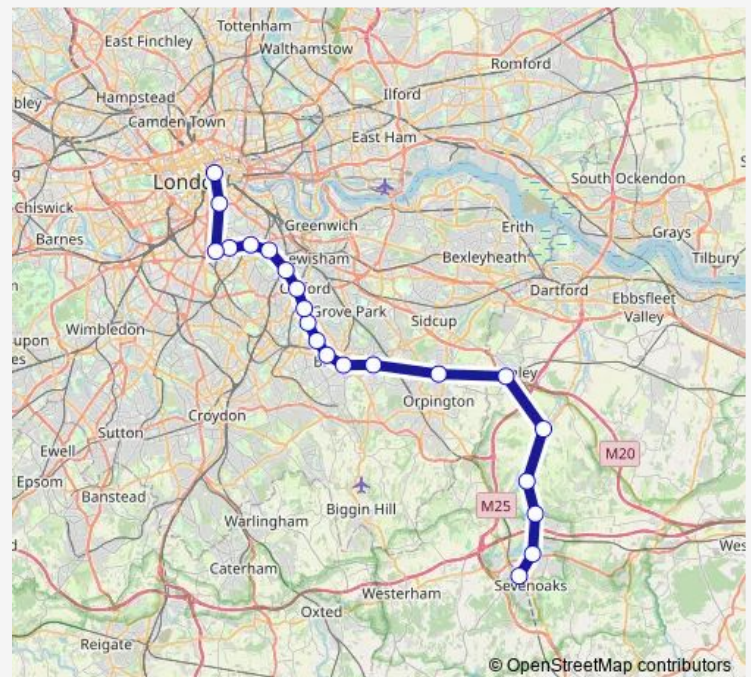 Tottenham
East Finchley
Walthamstow
Romford
Hampstead
Ilford
Camden Town
East Ham
South Ockendon
Chiswick
Greenwich
Barnes
Erith
Grays
Bexleyheath
Tilbury
Dartford
Ebbsfleet
Valley
Grove Park
Sidcup
Wimbledon
Orpington
Croydon
Sutton
Ewell
M20
Epsom
Banstead
M25
Biggin Hill
Warlingham
Caterham
Westerham
Sevenoaks
Oxted
Reigate
© OpenStreetMap contributors